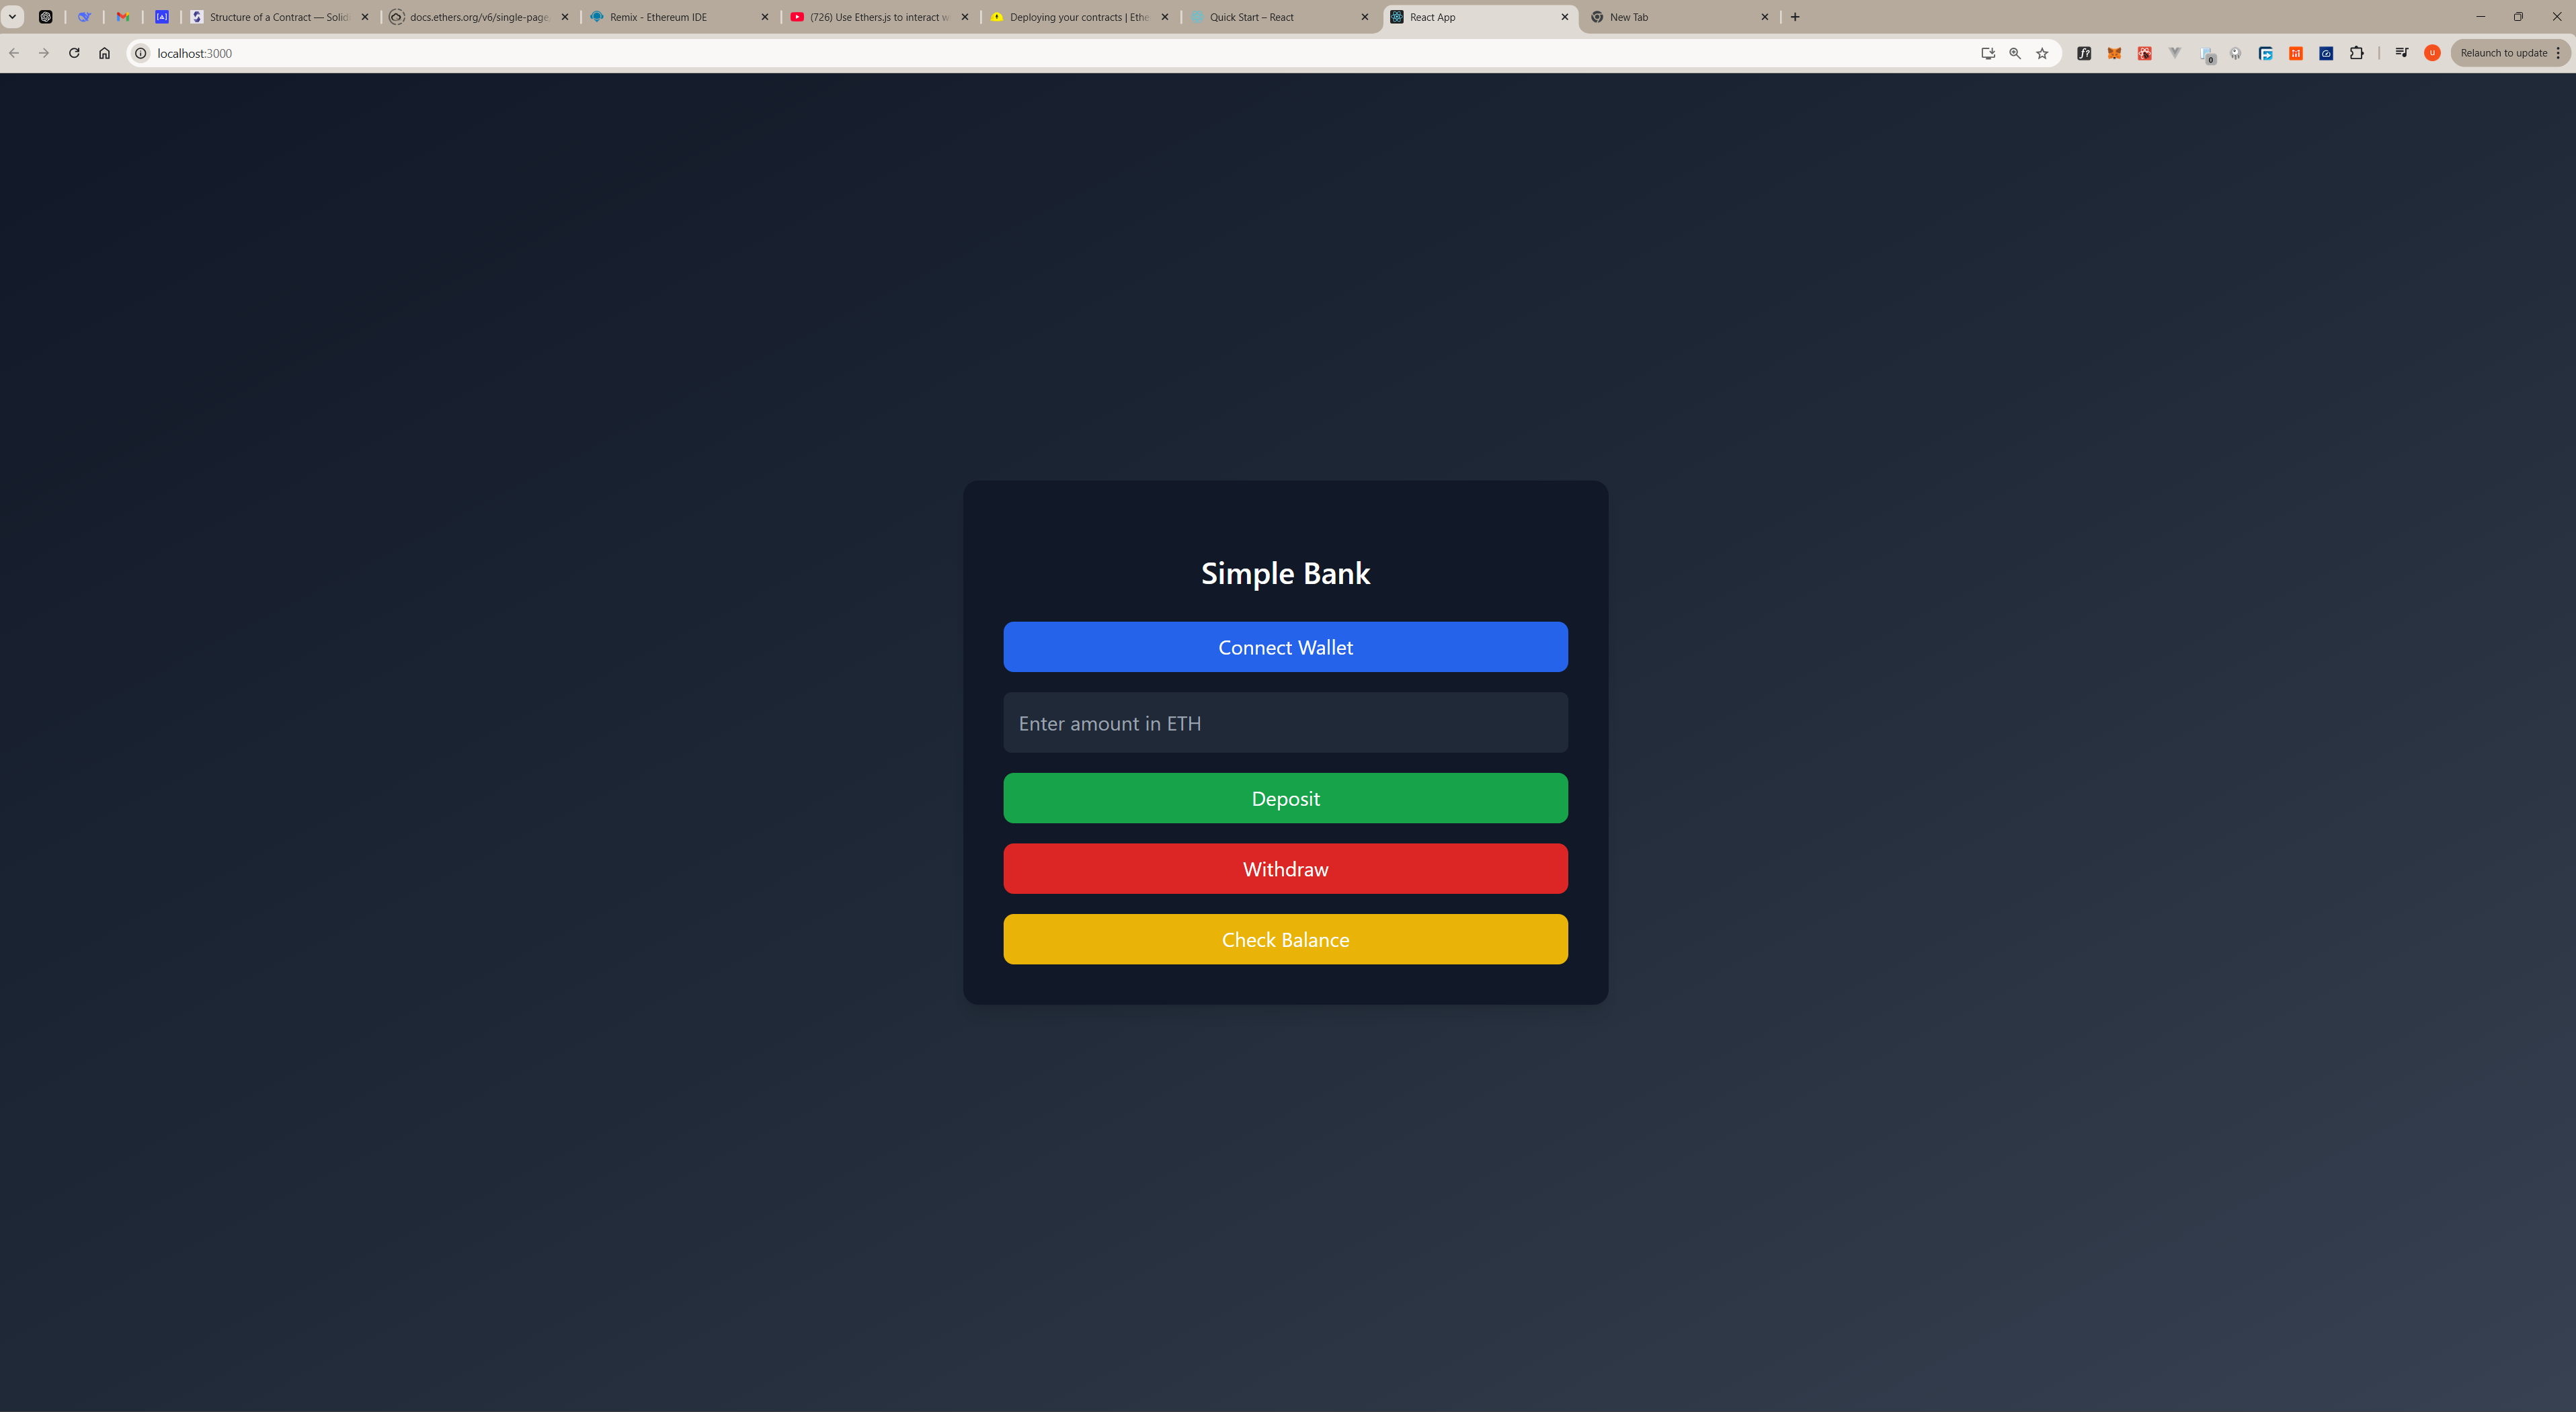 Structure of a Contract — Solid
docs.ethers.org/v6/single-page
Remix - Ethereum IDE
(726) Use Ethers.js to interact w
Deploying your contracts | Ethe
Quick Start – React
React App
New Tab
localhost:3000
0
u
Relaunch to update
Simple Bank
Connect Wallet
Enter amount in ETH
Deposit
Withdraw
Check Balance